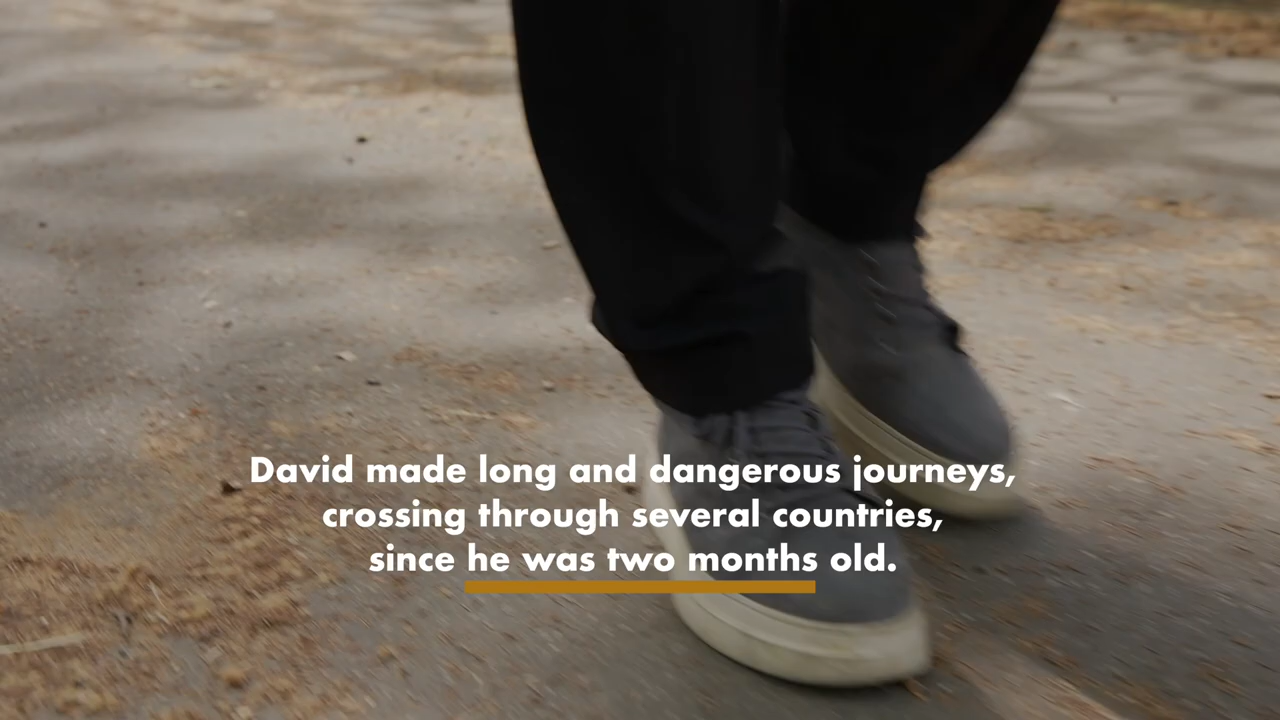 David made long and dangerous journeys,
crossing through several countries,
since he was two months old.